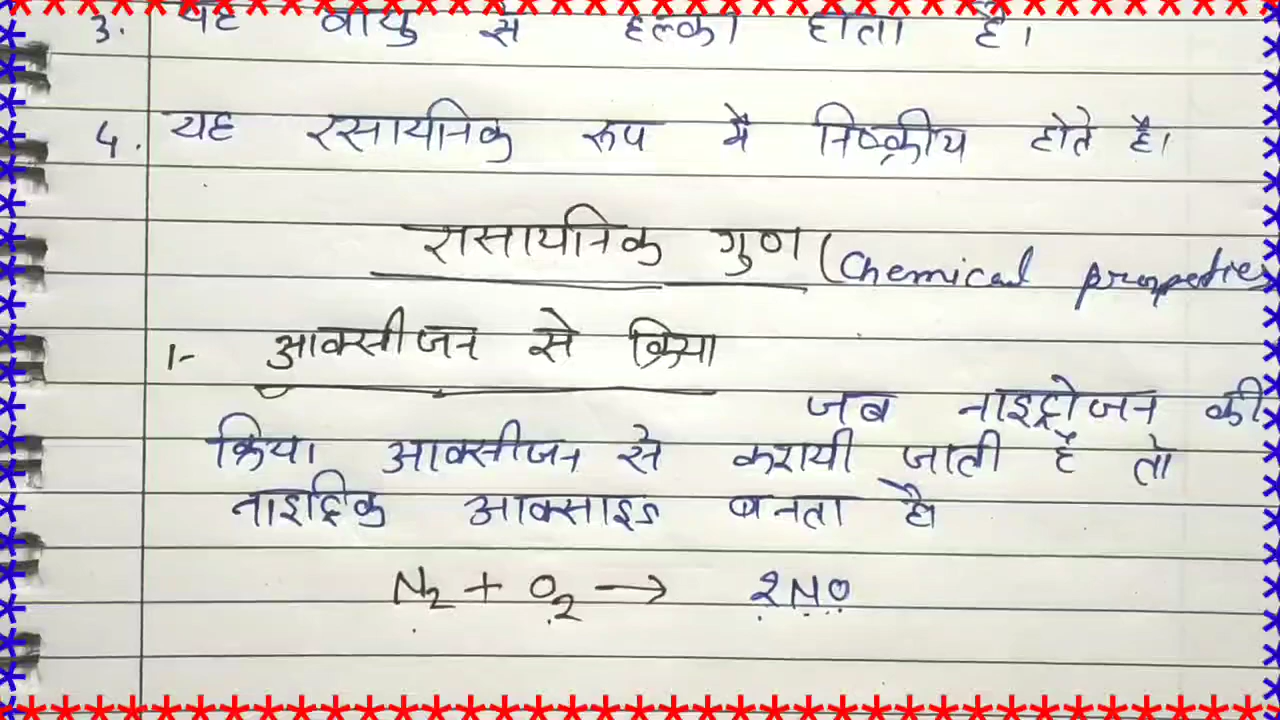 3. यह वायु से हल्का होता है।
4. यह रसायनिक रूप में निष्क्रीय होते है।
रासायनिक गुण (Chemical properties
1- आक्सीजन से क्रिया
जब नाइट्रोजन की
क्रिया आक्सीजन से करायी जाती है तो
नाइट्रिक आक्साइड बनता है
N₂ + O₂ → 2NO